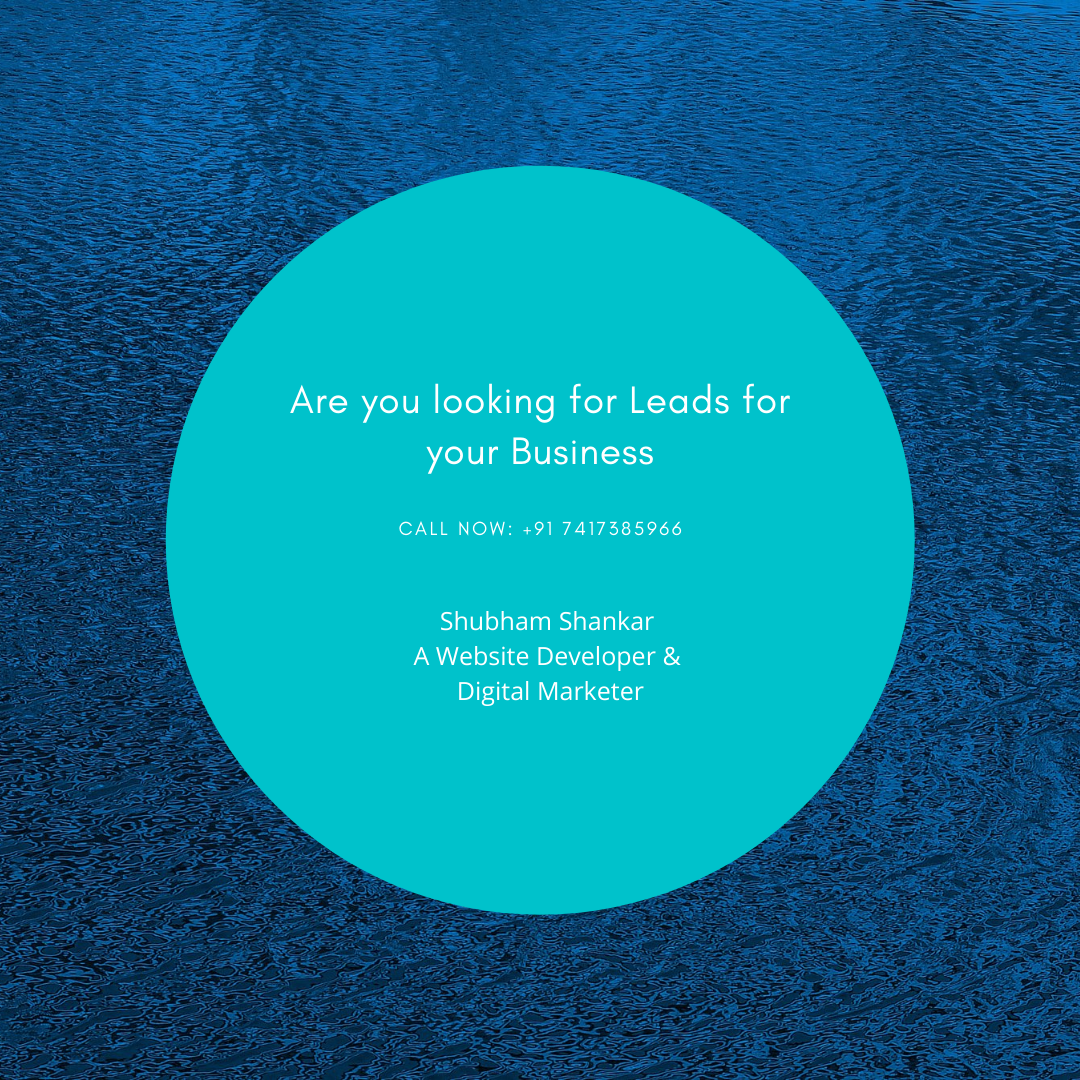 Are you looking for Leads for
your Business
CALL NOW: +91 7417385966
Shubham Shankar
A Website Developer &
Digital Marketer